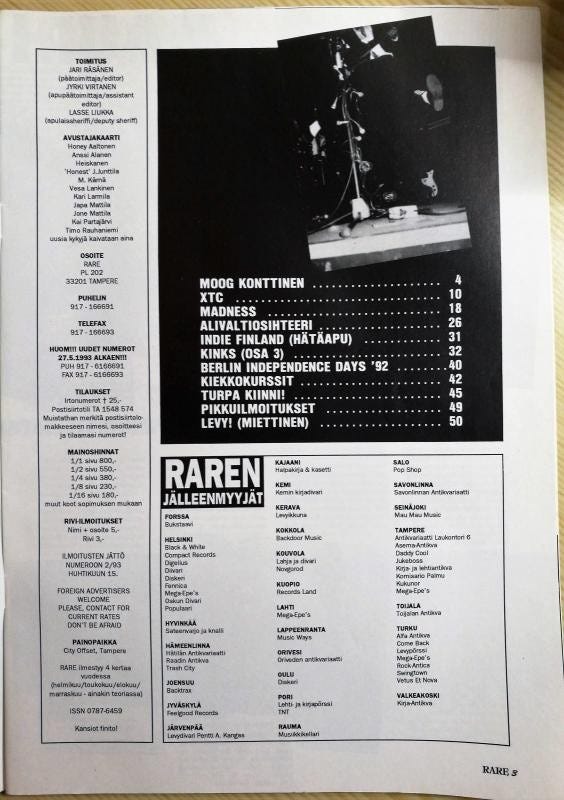 TOIMITUS
JARI RÄSÄNEN
(päätoimittaja/editor)
JYRKI VIRTANEN
(apupäätoimittaja/assistant
editor)
LASSE LIUKKA
(apulaissheriffi/deputy sheriff)
AVUSTAJAKAARTI
Honey Aaltonen
Anssi Alanen
Heiskanen
'Honest' J.Junttila
M. Kärnä
Vesa Lankinen
Kari Larmila
Japa Mattila
Jone Mattila
Kai Partajärvi
Timo Rauhaniemi
uusia kykyjä kaivataan aina
OSOITE
RARE
PL 202
33201 TAMPERE
PUHELIN
917 - 166691
TELEFAX
917 - 166693
HUOM!!! UUDET NUMEROT
27.5.1993 ALKAEN!!!
PUH 917 - 6166691
FAX 917 - 6166693
TILAUKSET
Irtonumerot † 25,-
Postisiirtotili TA 1548 574
Muistathan merkitä postisiirtolo-
makkeeseen nimesi, osoitteesi
ja tilaamasi numerot!
MAINOSHINNAT
1/1 sivu 800,-
1/2 sivu 550,-
1/4 sivu 380,-
1/8 sivu 230,-
1/16 sivu 180,-
muut koot sopimuksen mukaan
RIVI-ILMOITUKSET
Nimi + osoite 5,-
Rivi 3,-
ILMOITUSTEN JÄTTÖ
NUMEROON 2/93
HUHTIKUUN 15.
FOREIGN ADVERTISERS
WELCOME
PLEASE, CONTACT FOR
CURRENT RATES
DON'T BE AFRAID
PAINOPAIKKA
City Offset, Tampere
RARE ilmestyy 4 kertaa
vuodessa
(helmikuu/toukokuu/elokuu/
marraskuu - ainakin teoriassa)
ISSN 0787-6459
Kansiot finito!
MOOG KONTTINEN ..................... 4
XTC ..................... 10
MADNESS ..................... 18
ALIVALTIOSIHTEERI ..................... 26
INDIE FINLAND (HÄTÄAPU) ..................... 31
KINKS (OSA 3) ..................... 32
BERLIN INDEPENDENCE DAYS '92 ......... 40
KIEKKOKURSSIT ..................... 42
TURPA KIINNI! ..................... 45
PIKKUILMOITUKSET ..................... 49
LEVY! (MIETTINEN) ..................... 50
RAREN
JÄLLEENMYYJÄT
FORSSA
Bukstaavi
HELSINKI
Black & White
Compact Records
Digelius
Diivari
Diskeri
Fennica
Mega-Epe's
Oskun Divari
Populaari
HYVINKÄÄ
Sateenvarjo ja knalli
HÄMEENLINNA
Hätilän Antikvariaatti
Raadin Antikva
Trash City
JOENSUU
Backtrax
JYVÄSKYLÄ
Feelgood Records
JÄRVENPÄÄ
Levydivari Pentti A. Kangas
KAJAANI
Halpakirja & kasetti
KEMI
Kemin kirjadivari
KERAVA
Levyikkuna
KOKKOLA
Backdoor Music
KOUVOLA
Lahja ja divari
Novgorod
KUOPIO
Records Land
LAHTI
Mega-Epe's
LAPPEENRANTA
Music Ways
ORIVESI
Oriveden antikvariaatti
OULU
Diskeri
PORI
Lehti- ja kirjapörssi
TNT
RAUMA
Musiikkikellari
SALO
Pop Shop
SAVONLINNA
Savonlinnan Antikvariaatti
SEINÄJOKI
Mau Mau Music
TAMPERE
Antikvariaatti Laukontori 6
Asema-Antikva
Daddy Cool
Jukeboss
Kirja- ja lehtiantikva
Komisario Palmu
Kukunor
Mega-Epe's
TOIJALA
Toijalan Antikva
TURKU
Alfa Antikva
Come Back
Levypörssi
Mega-Epe's
Rock-Antica
Swingtown
Vetus Et Nova
VALKEAKOSKI
Kirja-Antikva
RARE 3